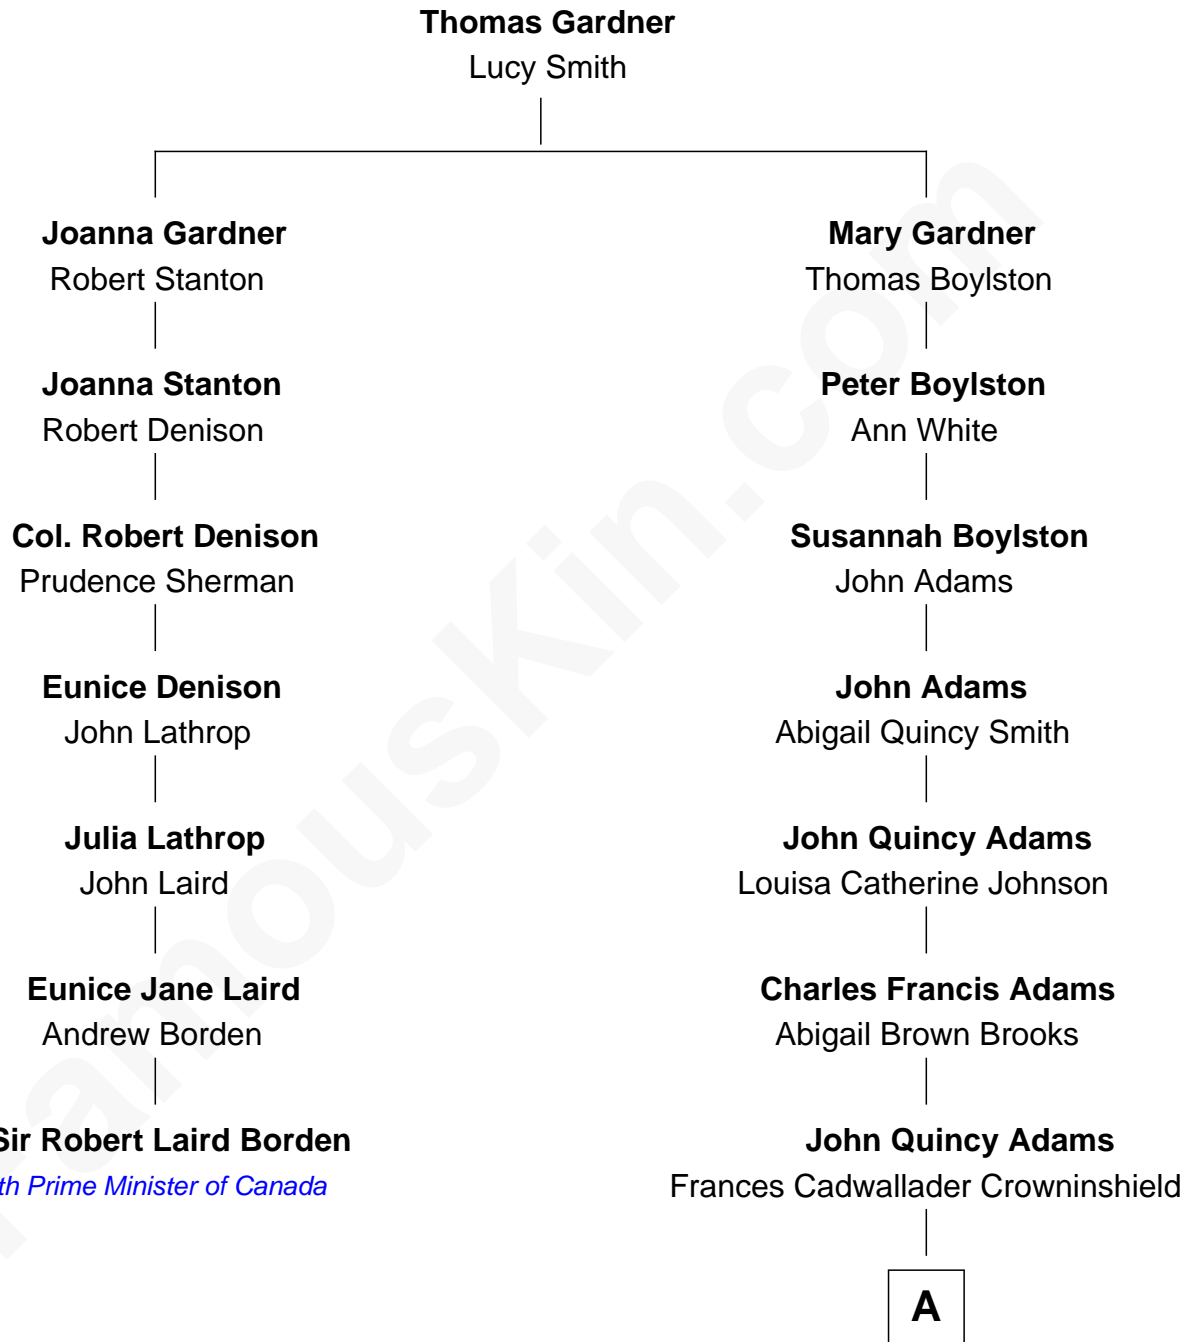 Thomas Gardner
Lucy Smith
Joanna Gardner
Robert Stanton
Mary Gardner
Thomas Boylston
Joanna Stanton
Robert Denison
Peter Boylston
Ann White
Col. Robert Denison
Prudence Sherman
Susannah Boylston
John Adams
Eunice Denison
John Lathrop
John Adams
Abigail Quincy Smith
Julia Lathrop
John Laird
John Quincy Adams
Louisa Catherine Johnson
Eunice Jane Laird
Andrew Borden
Charles Francis Adams
Abigail Brown Brooks
Sir Robert Laird Borden
th Prime Minister of Canada
John Quincy Adams
Frances Cadwallader Crowninshield
A
FamousKin.com